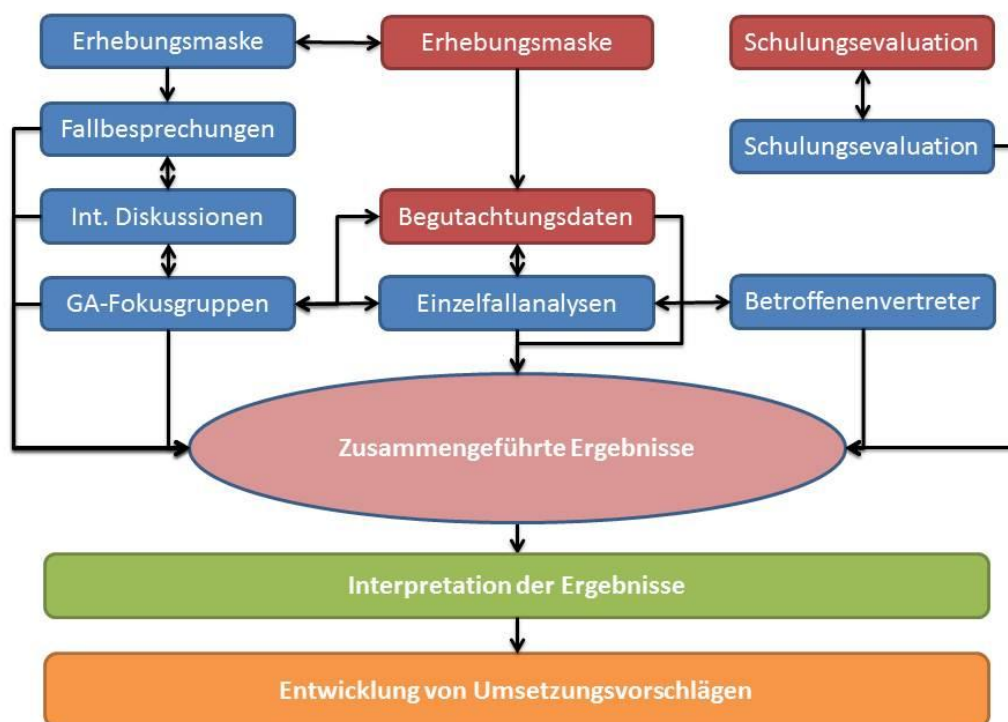 Erhebungsmaske
Erhebungsmaske
Schulungsevaluation
Fallbesprechungen
Schulungsevaluation
Int. Diskussionen
Begutachtungsdaten
GA-Fokusgruppen
Einzelfallanalysen
Betroffenenvertreter
Zusammengeführte Ergebnisse
Interpretation der Ergebnisse
Entwicklung von Umsetzungsvorschlägen